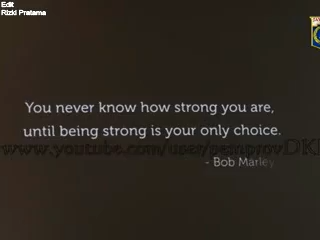 Edit
Rizki Pratama
You never know how strong you are,
until being strong is your only choice.
- Bob Marley